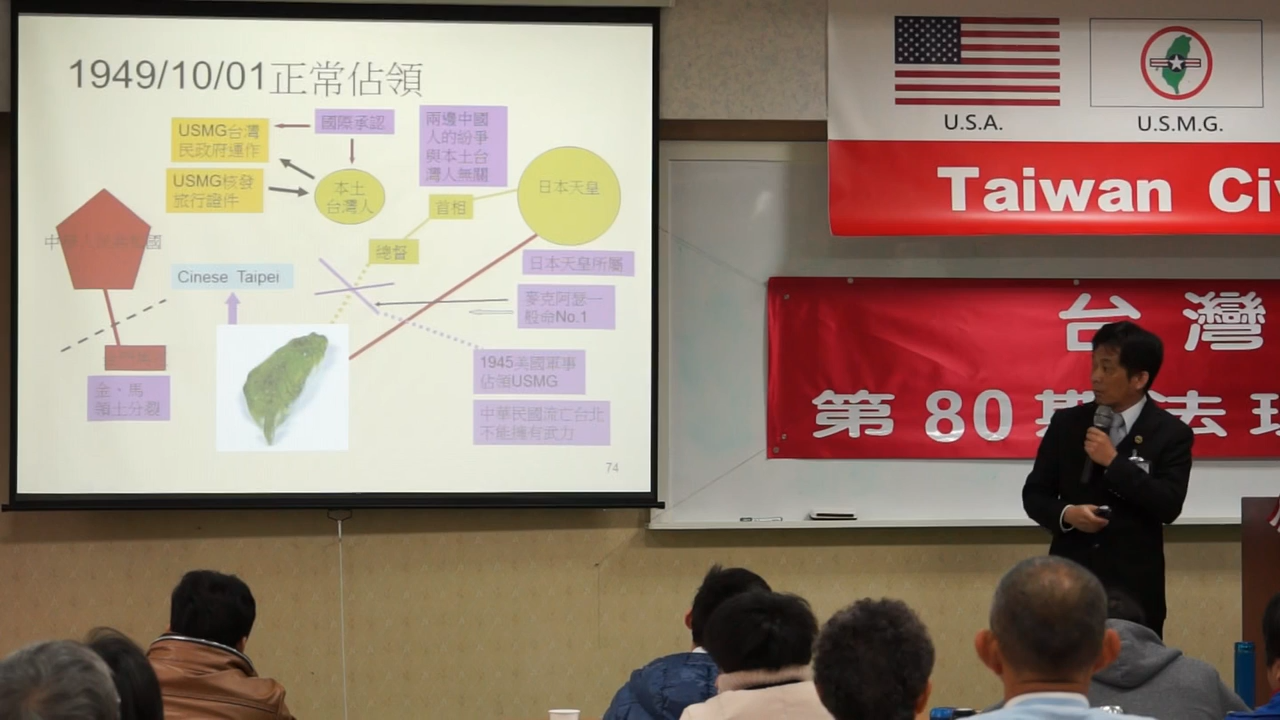 1949/10/01正常佔領
USMG台灣
民政府運作
國際承認
兩邊中國
人的紛爭
與本土台
灣人無關
USMG核發
旅行證件
本土
台灣人
日本天皇
首相
總督
日本天皇所屬
Cinese Taipei
麥克阿瑟一
般命No.1
1945美國軍事
佔領USMG
金、馬
領土分裂
中華民國流亡台北
不能擁有武力
74
U.S.A.
U.S.M.G.
Taiwan Civ
台灣
第80期法理